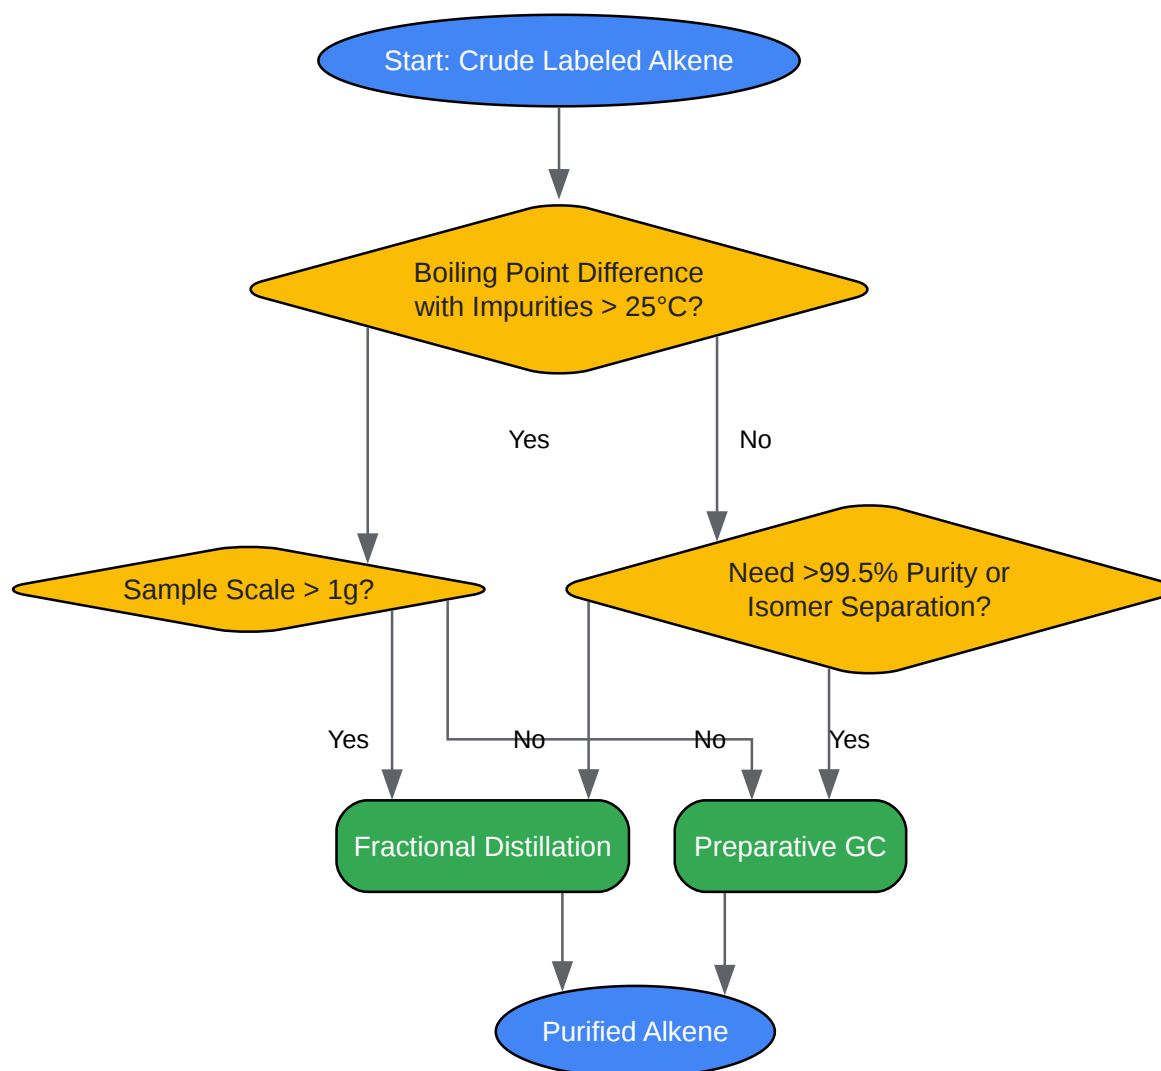 Start: Crude Labeled Alkene
Boiling Point Difference
with Impurities > 25°C?
Yes
No
Sample Scale > 1g?
Need >99.5% Purity or
Isomer Separation?
Yes
No
No
Yes
Fractional Distillation
Preparative GC
Purified Alkene